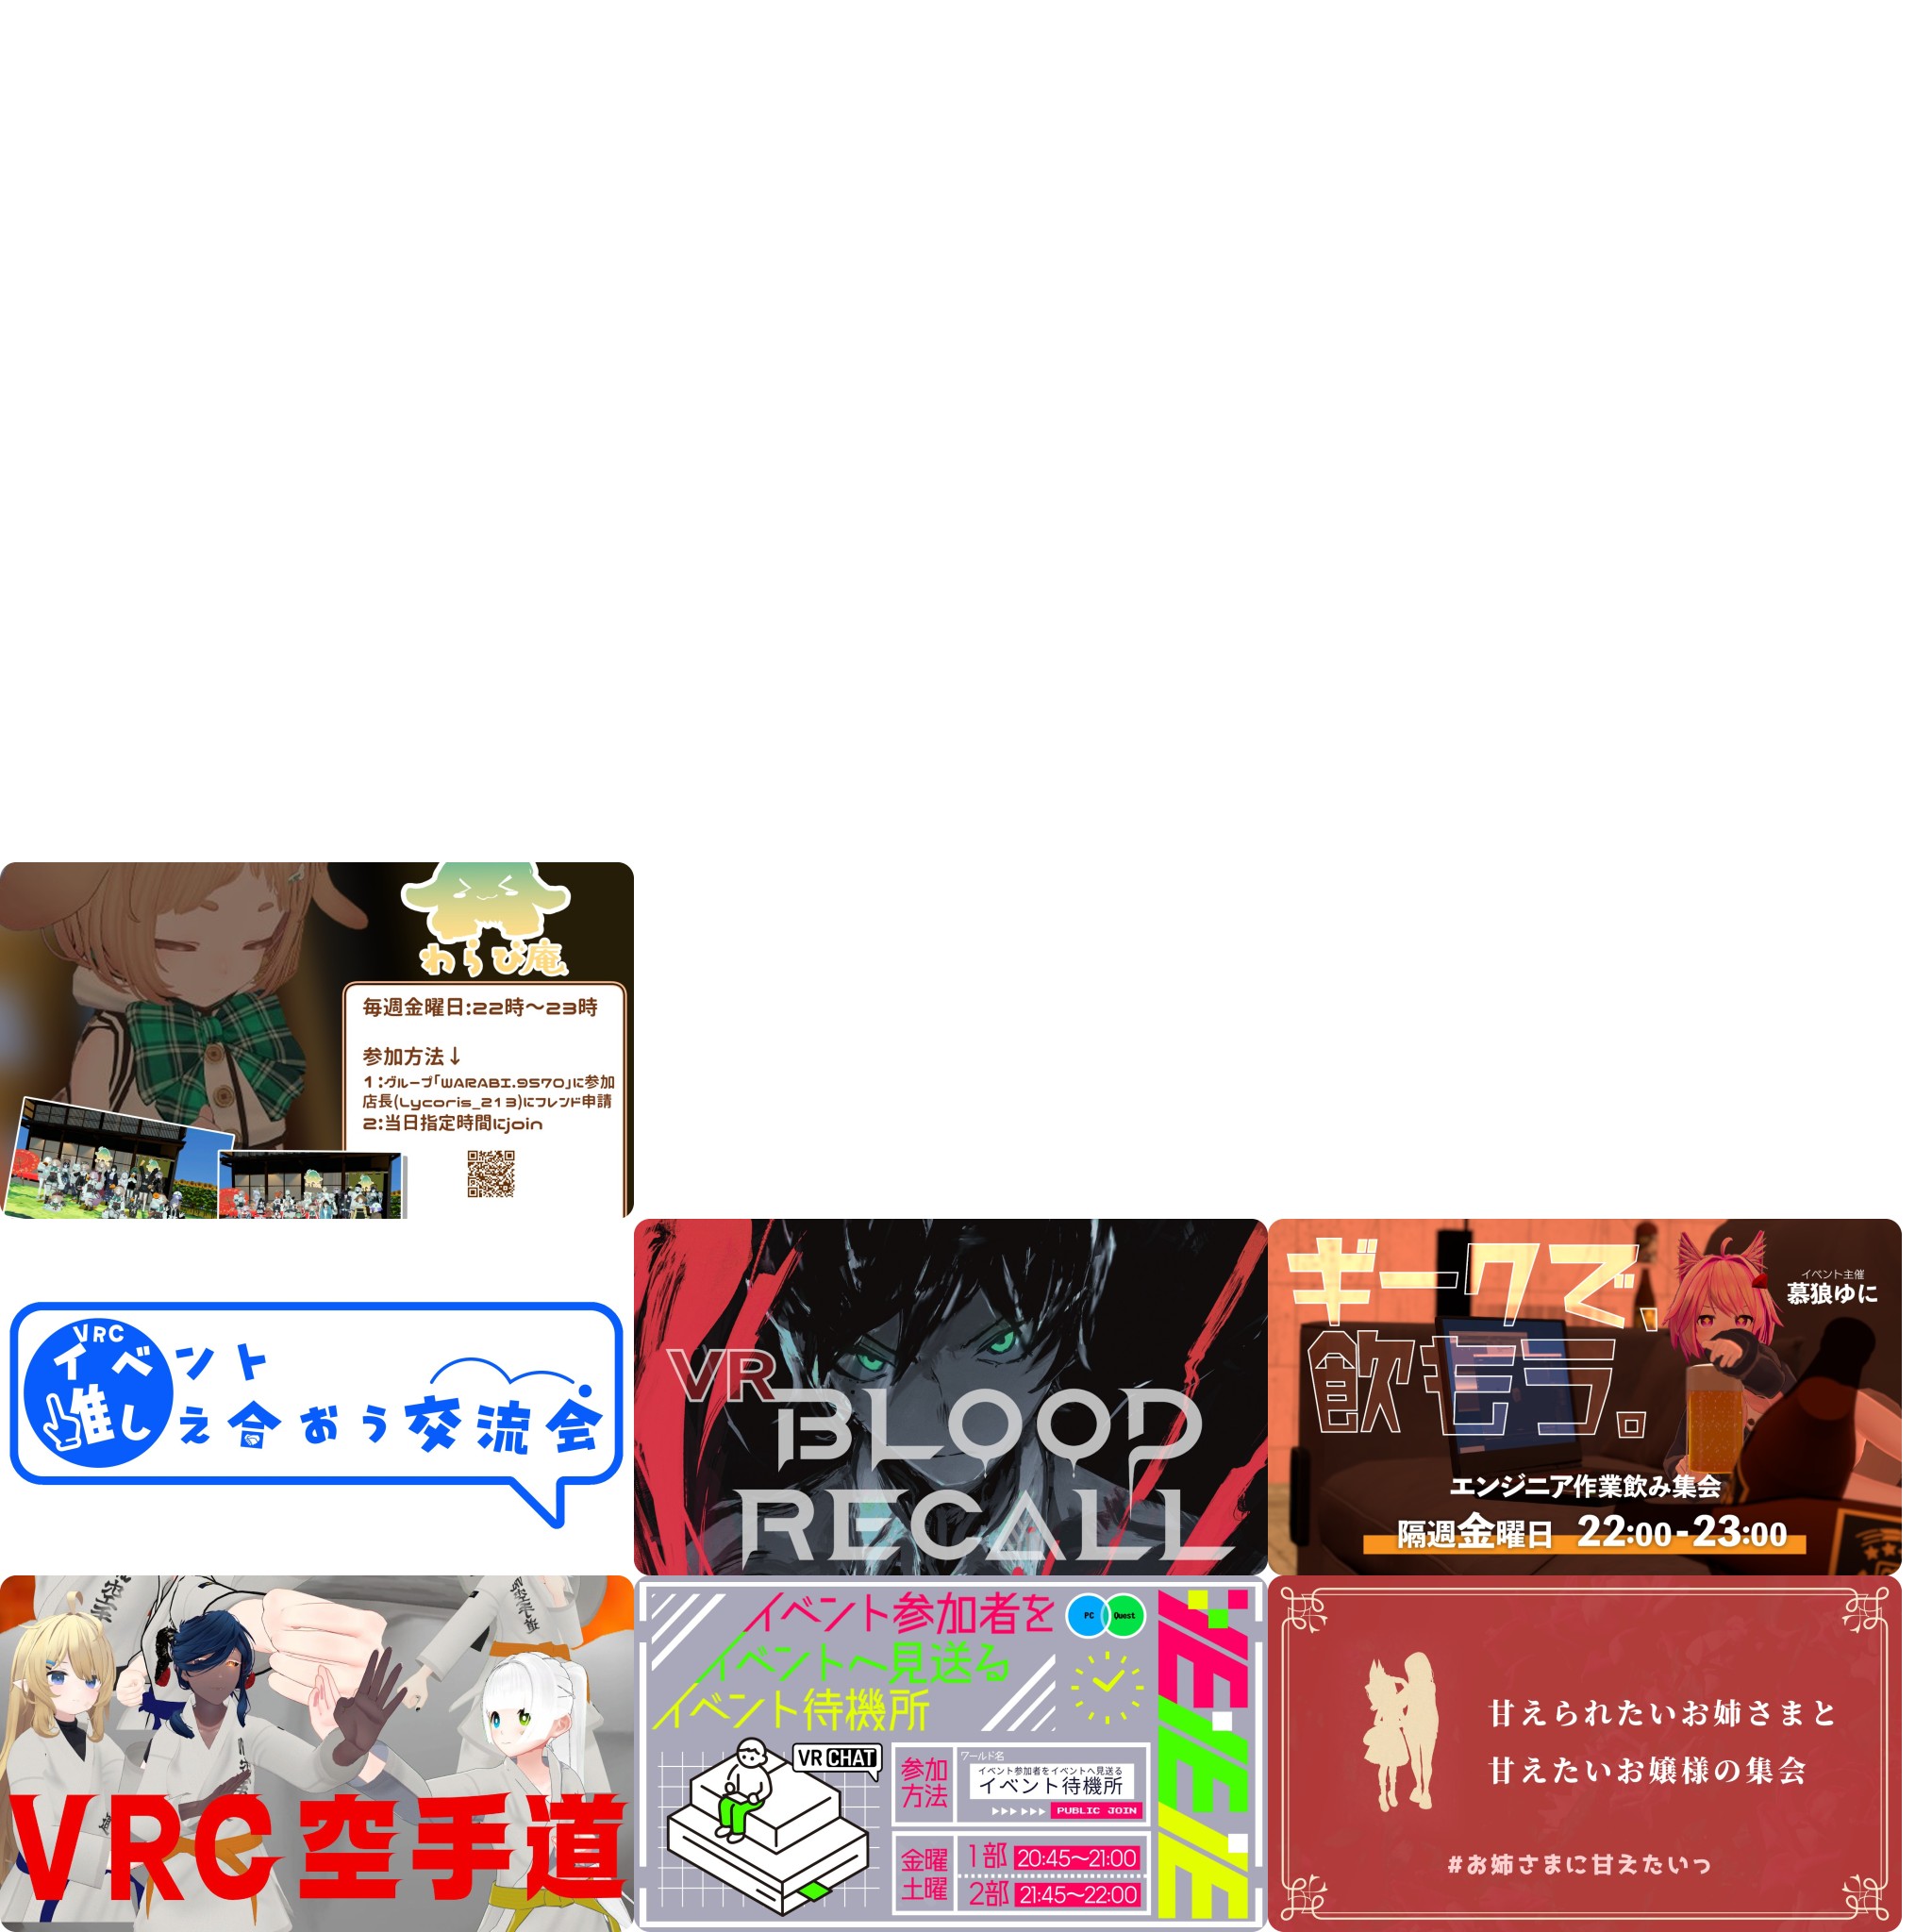 わらび庵
毎週金曜日:22時〜23時
参加方法↓
1:グループ「WARABI.9570」に参加
店長(Lycoris_213)にフレンド申請
2:当日指定時間にjoin
VRC
イベント
推し え合おう交流会
VR
BLOOD
RECALL
ギークで、
飲もう。
イベント主催
慕狼ゆに
エンジニア作業飲み集会
隔週金曜日 22:00-23:00
VRC空手道
イベント参加者を
イベントへ見送る
イベント待機所
PC Quest
VRCHAT
参加
方法
ワールド名
イベント参加者をイベントへ見送る
イベント待機所
PUBLIC JOIN
金曜
土曜
1部 20:45〜21:00
2部 21:45〜22:00
甘えられたいお姉さまと
甘えたいお嬢様の集会
#お姉さまに甘えたいっ